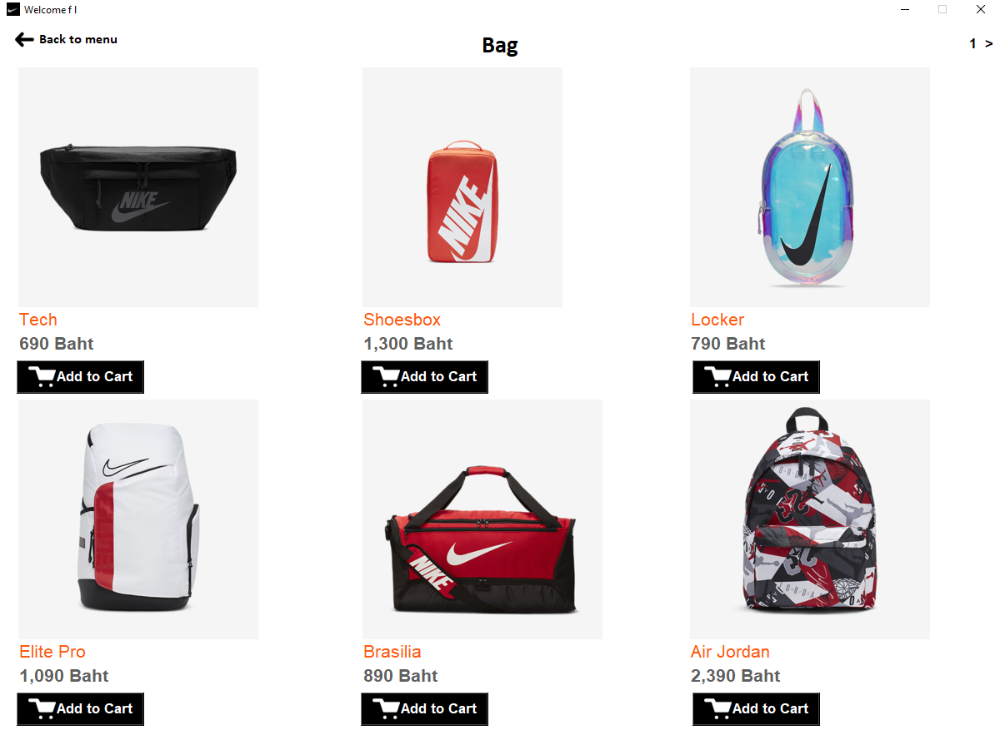 Welcome f l
Back to menu
Bag
1 >
NIKE
NIKE
Tech
Shoesbox
Locker
690 Baht
1,300 Baht
790 Baht
Add to Cart
Add to Cart
Add to Cart
NIKE
23
JORDAN
Elite Pro
Brasilia
Air Jordan
1,090 Baht
890 Baht
2,390 Baht
Add to Cart
Add to Cart
Add to Cart